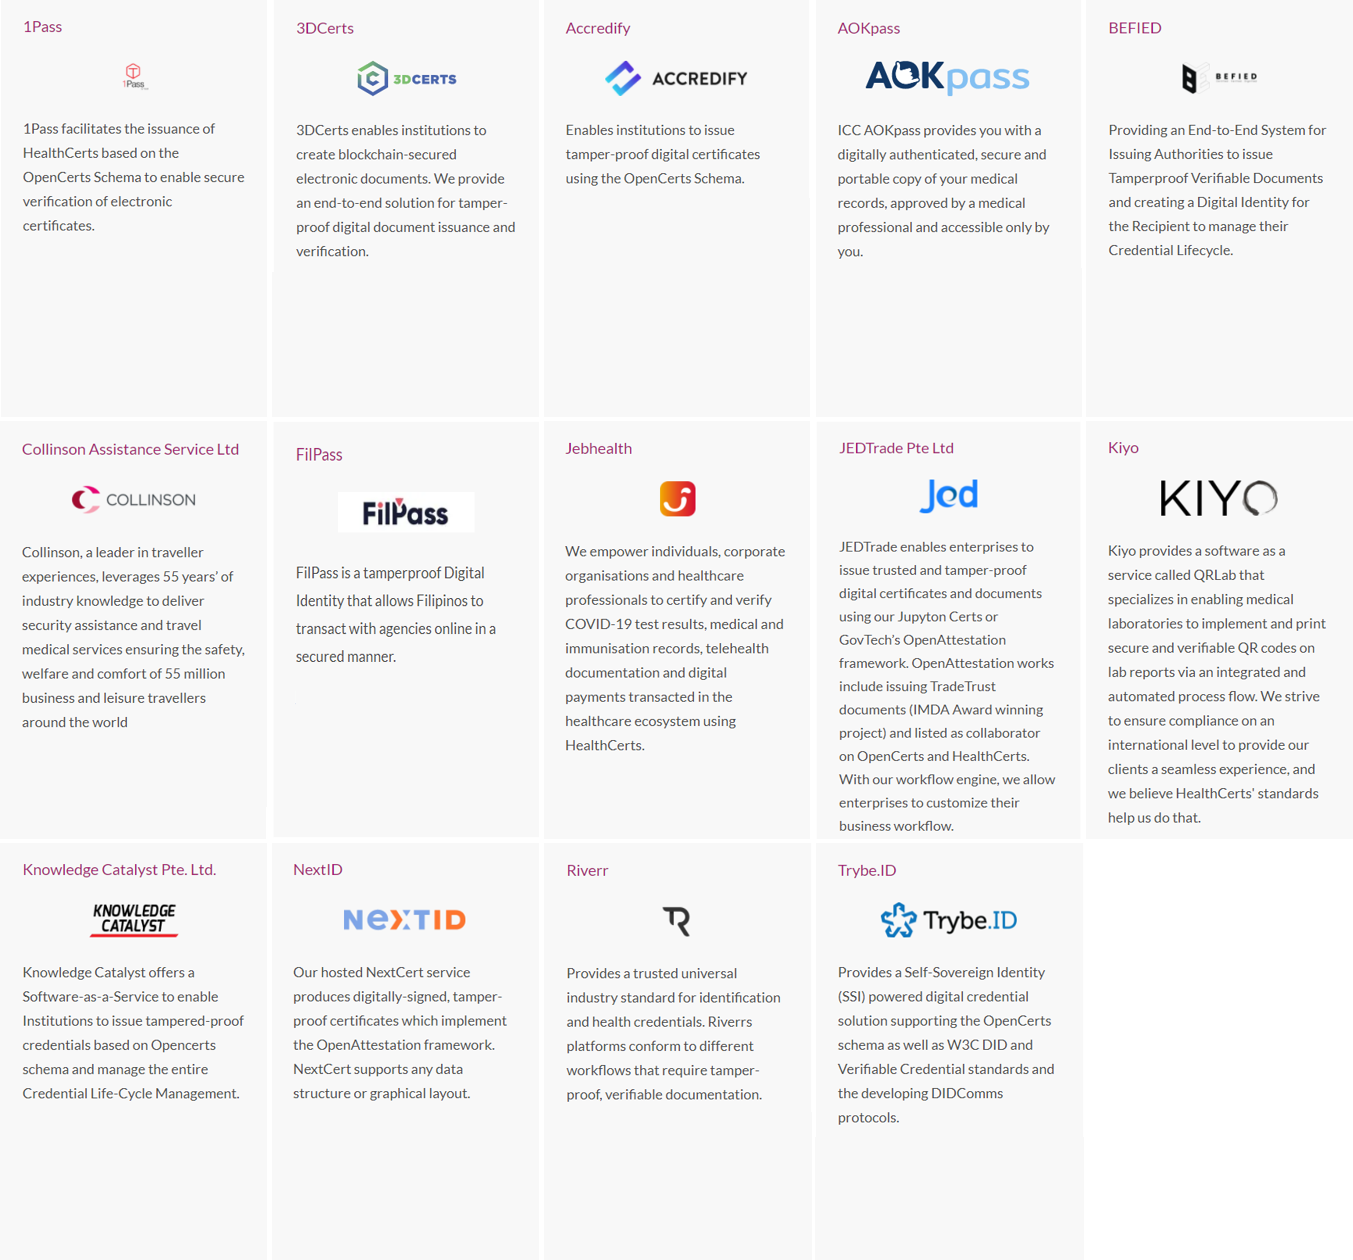 1Pass
1Pass
1Pass facilitates the issuance of
HealthCerts based on the
OpenCerts Schema to enable secure
verification of electronic
certificates.
3DCerts
3DCERTS
3DCerts enables institutions to
create blockchain-secured
electronic documents. We provide
an end-to-end solution for tamper-
proof digital document issuance and
verification.
Accredify
ACCREDIFY
Enables institutions to issue
tamper-proof digital certificates
using the OpenCerts Schema.
AOKpass
AOKpass
ICC AOKpass provides you with a
digitally authenticated, secure and
portable copy of your medical
records, approved by a medical
professional and accessible only by
you.
BEFIED
BEFIED
Providing an End-to-End System for
Issuing Authorities to issue
Tamperproof Verifiable Documents
and creating a Digital Identity for
the Recipient to manage their
Credential Lifecycle.
Collinson Assistance Service Ltd
COLLINSON
Collinson, a leader in traveller
experiences, leverages 55 years’ of
industry knowledge to deliver
security assistance and travel
medical services ensuring the safety,
welfare and comfort of 55 million
business and leisure travellers
around the world
FilPass
FilPass
FilPass is a tamperproof Digital
Identity that allows Filipinos to
transact with agencies online in a
secured manner.
Jebhealth
We empower individuals, corporate
organisations and healthcare
professionals to certify and verify
COVID-19 test results, medical and
immunisation records, telehealth
documentation and digital
payments transacted in the
healthcare ecosystem using
HealthCerts.
JEDTrade Pte Ltd
Jed
JEDTrade enables enterprises to
issue trusted and tamper-proof
digital certificates and documents
using our Jupyton Certs or
GovTech’s OpenAttestation
framework. OpenAttestation works
include issuing TradeTrust
documents (IMDA Award winning
project) and listed as collaborator
on OpenCerts and HealthCerts.
With our workflow engine, we allow
enterprises to customize their
business workflow.
Kiyo
KIYO
Kiyo provides a software as a
service called QRLab that
specializes in enabling medical
laboratories to implement and print
secure and verifiable QR codes on
lab reports via an integrated and
automated process flow. We strive
to ensure compliance on an
international level to provide our
clients a seamless experience, and
we believe HealthCerts' standards
help us do that.
Knowledge Catalyst Pte. Ltd.
KNOWLEDGE
CATALYST
Knowledge Catalyst offers a
Software-as-a-Service to enable
Institutions to issue tampered-proof
credentials based on Opencerts
schema and manage the entire
Credential Life-Cycle Management.
NextID
NeXTID
Our hosted NextCert service
produces digitally-signed, tamper-
proof certificates which implement
the OpenAttestation framework.
NextCert supports any data
structure or graphical layout.
Riverr
Provides a trusted universal
industry standard for identification
and health credentials. Riverrs
platforms conform to different
workflows that require tamper-
proof, verifiable documentation.
Trybe.ID
Trybe.ID
Provides a Self-Sovereign Identity
(SSI) powered digital credential
solution supporting the OpenCerts
schema as well as W3C DID and
Verifiable Credential standards and
the developing DIDComms
protocols.